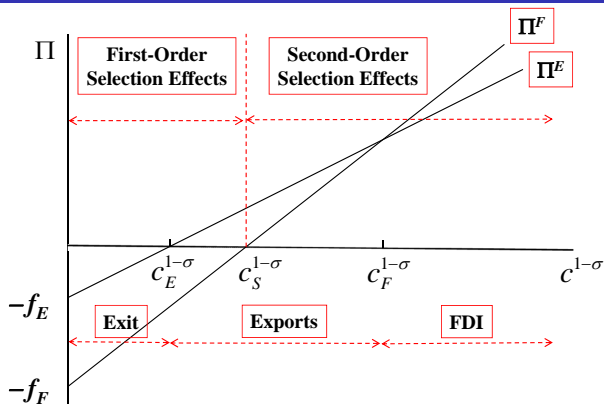 Π
First-Order
Selection Effects
Second-Order
Selection Effects
Π^F
Π^E
c_E^{1−σ}
c_S^{1−σ}
c_F^{1−σ}
c^{1−σ}
−f_E
Exit
Exports
FDI
−f_F